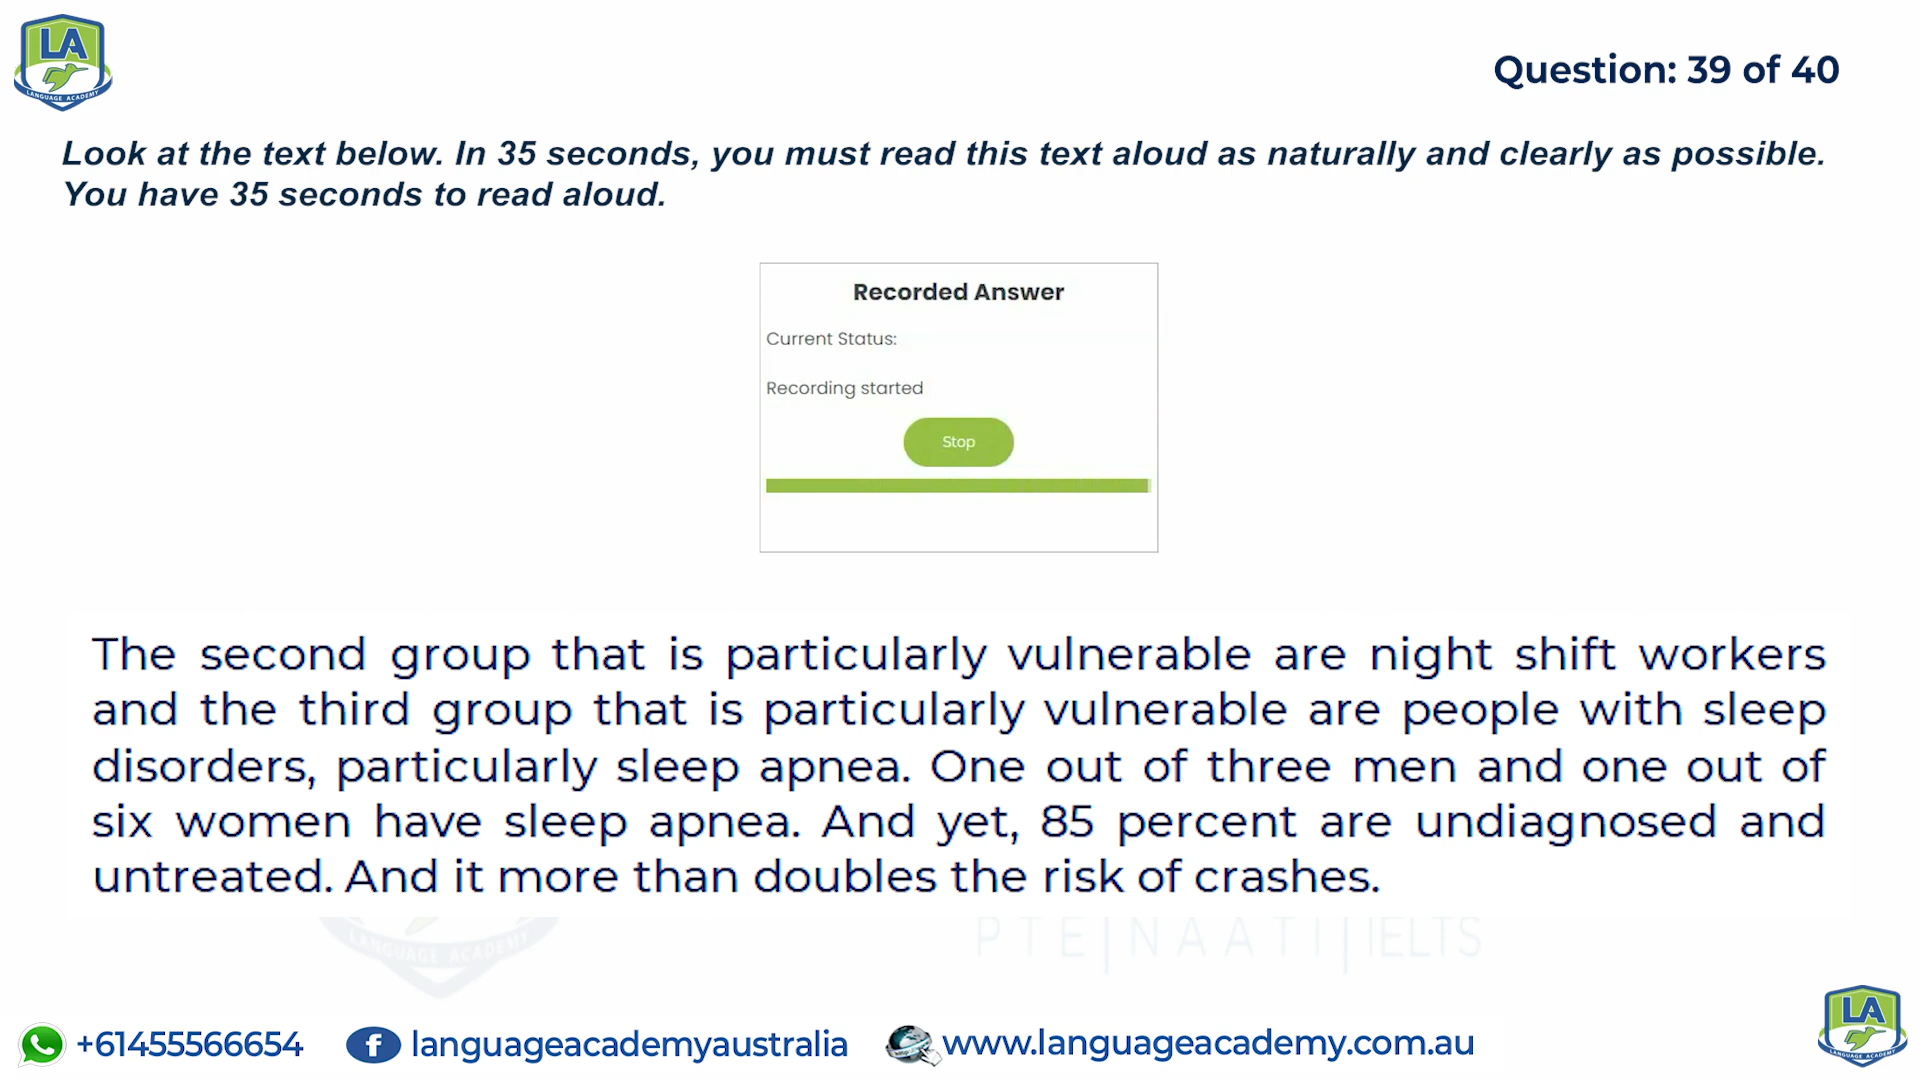 LA
LANGUAGE ACADEMY
Question: 39 of 40
Look at the text below. In 35 seconds, you must read this text aloud as naturally and clearly as possible.
You have 35 seconds to read aloud.
Recorded Answer
Current Status:
Recording started
Stop
The second group that is particularly vulnerable are night shift workers
and the third group that is particularly vulnerable are people with sleep
disorders, particularly sleep apnea. One out of three men and one out of
six women have sleep apnea. And yet, 85 percent are undiagnosed and
untreated. And it more than doubles the risk of crashes.
LANGUAGE ACADEMY
PTE|NAATI|IELTS
+61455566654
languageacademyaustralia
www.languageacademy.com.au
LA
LANGUAGE ACADEMY